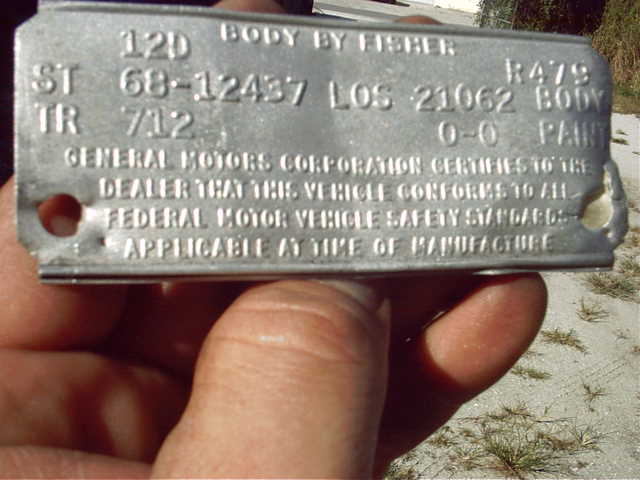 12D BODY BY FISHER
R479
ST 68-12437 LOS 21062 BODY
TR 712 0-0 PAINT
GENERAL MOTORS CORPORATION CERTIFIES TO THE
DEALER THAT THIS VEHICLE CONFORMS TO ALL
FEDERAL MOTOR VEHICLE SAFETY STANDARDS
APPLICABLE AT TIME OF MANUFACTURE